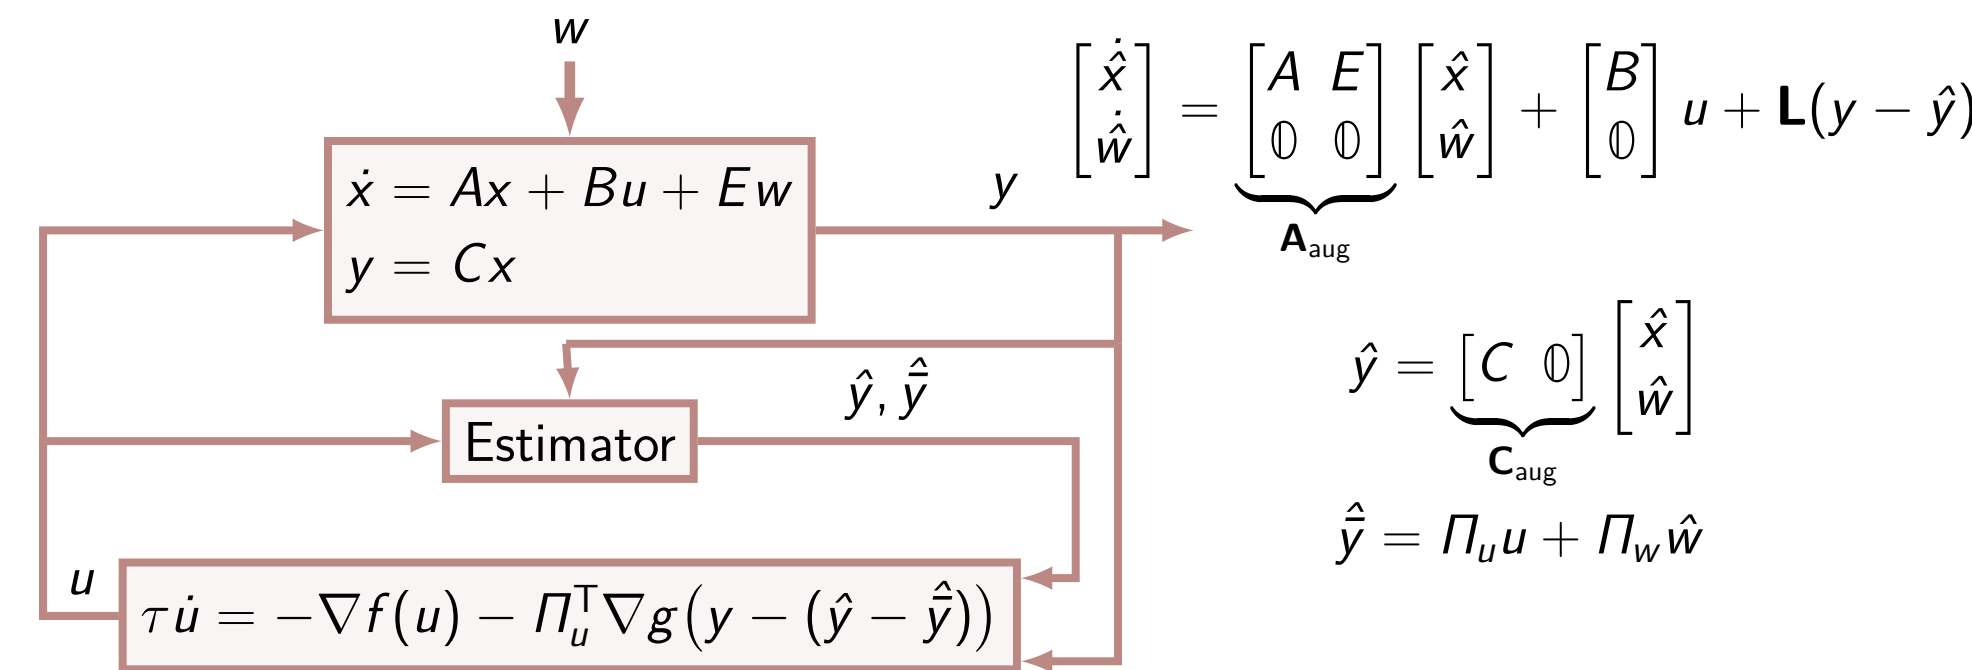 w
ẋ = Ax + Bu + Ew
y = Cx
y
Estimator
ŷ, ŷ̄
u
τu̇ = −∇f(u) − Π_u^⊤∇g(y − (ŷ − ŷ̄))
[x̂̇ ; ŵ̇] = [A E ; 𝟘 𝟘] [x̂ ; ŵ] + [B ; 𝟘] u + L(y − ŷ)
A_aug
ŷ = [C 𝟘] [x̂ ; ŵ]
C_aug
ŷ̄ = Π_u u + Π_w ŵ